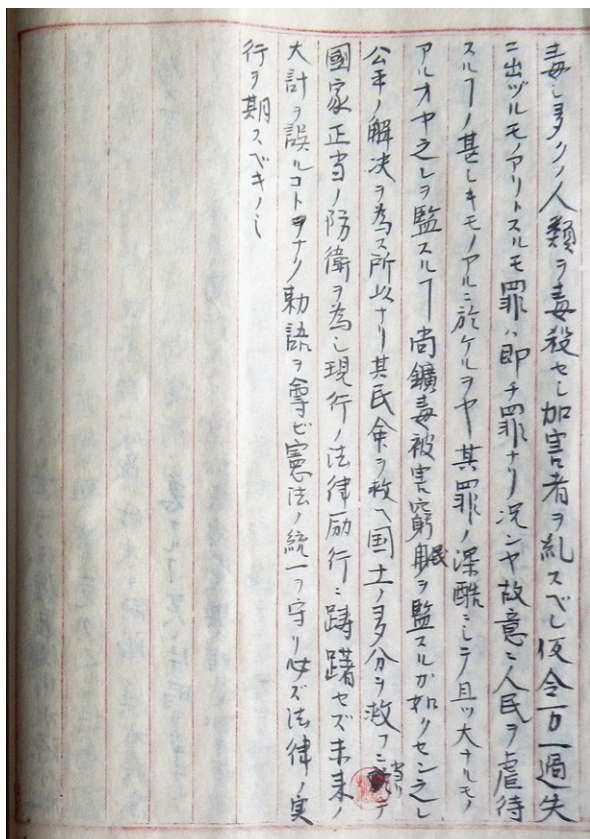 毒シ多クノ人類ヲ毒殺セシ加害者ヲ糺スベシ仮令万一過失
ニ出ヅルモノアリトスルモ罪ハ即チ罪ナリ況ンヤ故意ニ人民ヲ虐待
スルヿノ甚シキモノアルニ於ケルヲヤ其罪ノ深酷ニシテ且ツ大ナルモノ
アルオヤ之レヲ監スルヿ尚鑛毒被害窮民ヲ監スルガ如クセン之レ
公平ノ解决ヲ為ス所以ナリ其民余ヲ救ヘ国土ノ多分ヲ救フニ当リテ
國家正当ノ防衛ヲ為シ現行ノ法律励行ニ躊躇セズ未来ノ
大計ヲ誤ルコトヲナク勅語ヲ尊ビ憲法ノ統一ヲ守リ必ズ法律ノ実
行ヲ期スベキノミ